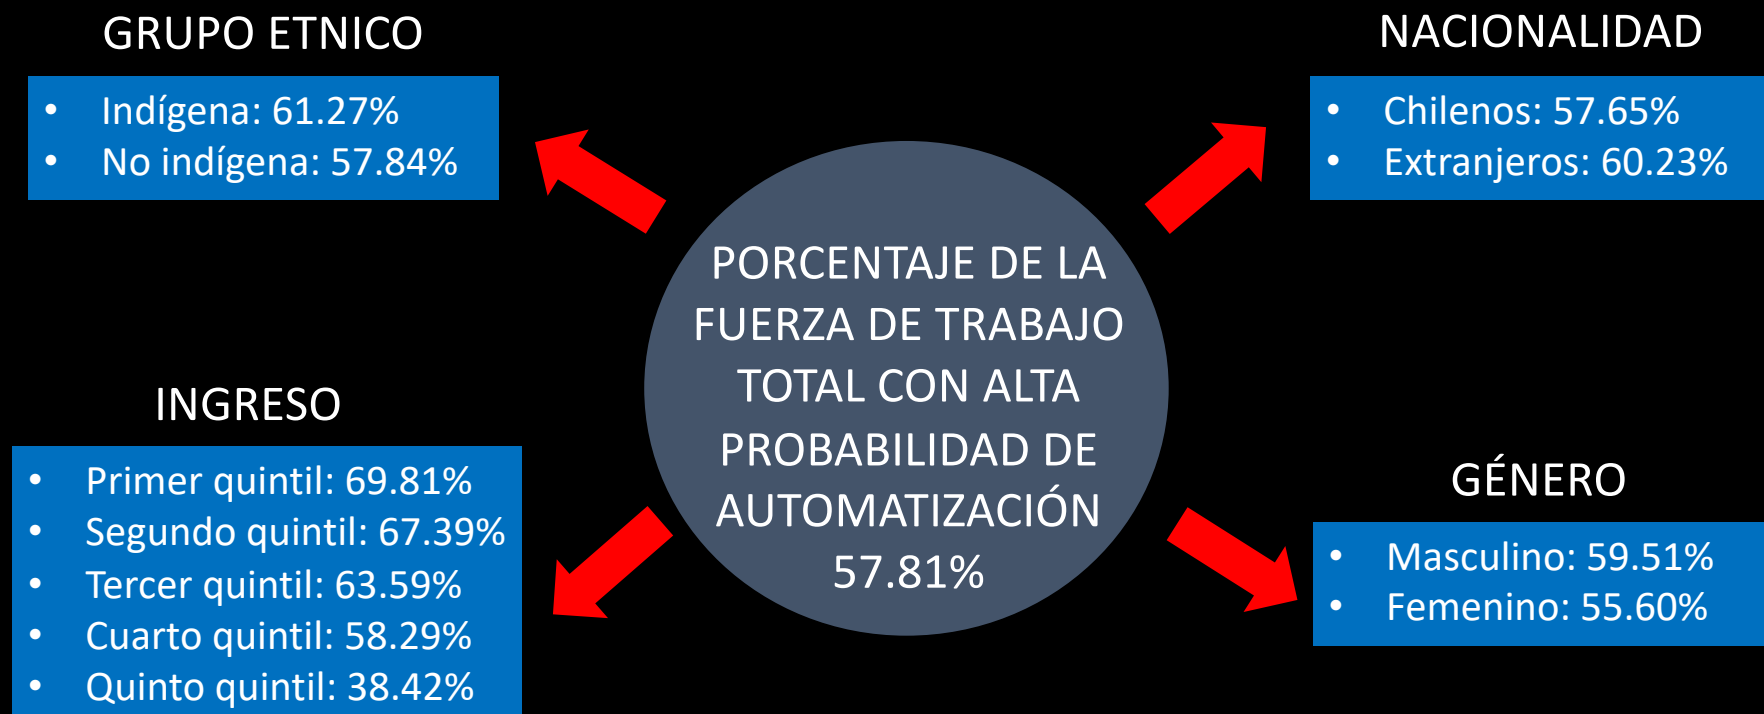 GRUPO ETNICO
• Indígena: 61.27%
• No indígena: 57.84%
NACIONALIDAD
• Chilenos: 57.65%
• Extranjeros: 60.23%
PORCENTAJE DE LA
FUERZA DE TRABAJO
TOTAL CON ALTA
PROBABILIDAD DE
AUTOMATIZACIÓN
57.81%
INGRESO
• Primer quintil: 69.81%
• Segundo quintil: 67.39%
• Tercer quintil: 63.59%
• Cuarto quintil: 58.29%
• Quinto quintil: 38.42%
GÉNERO
• Masculino: 59.51%
• Femenino: 55.60%